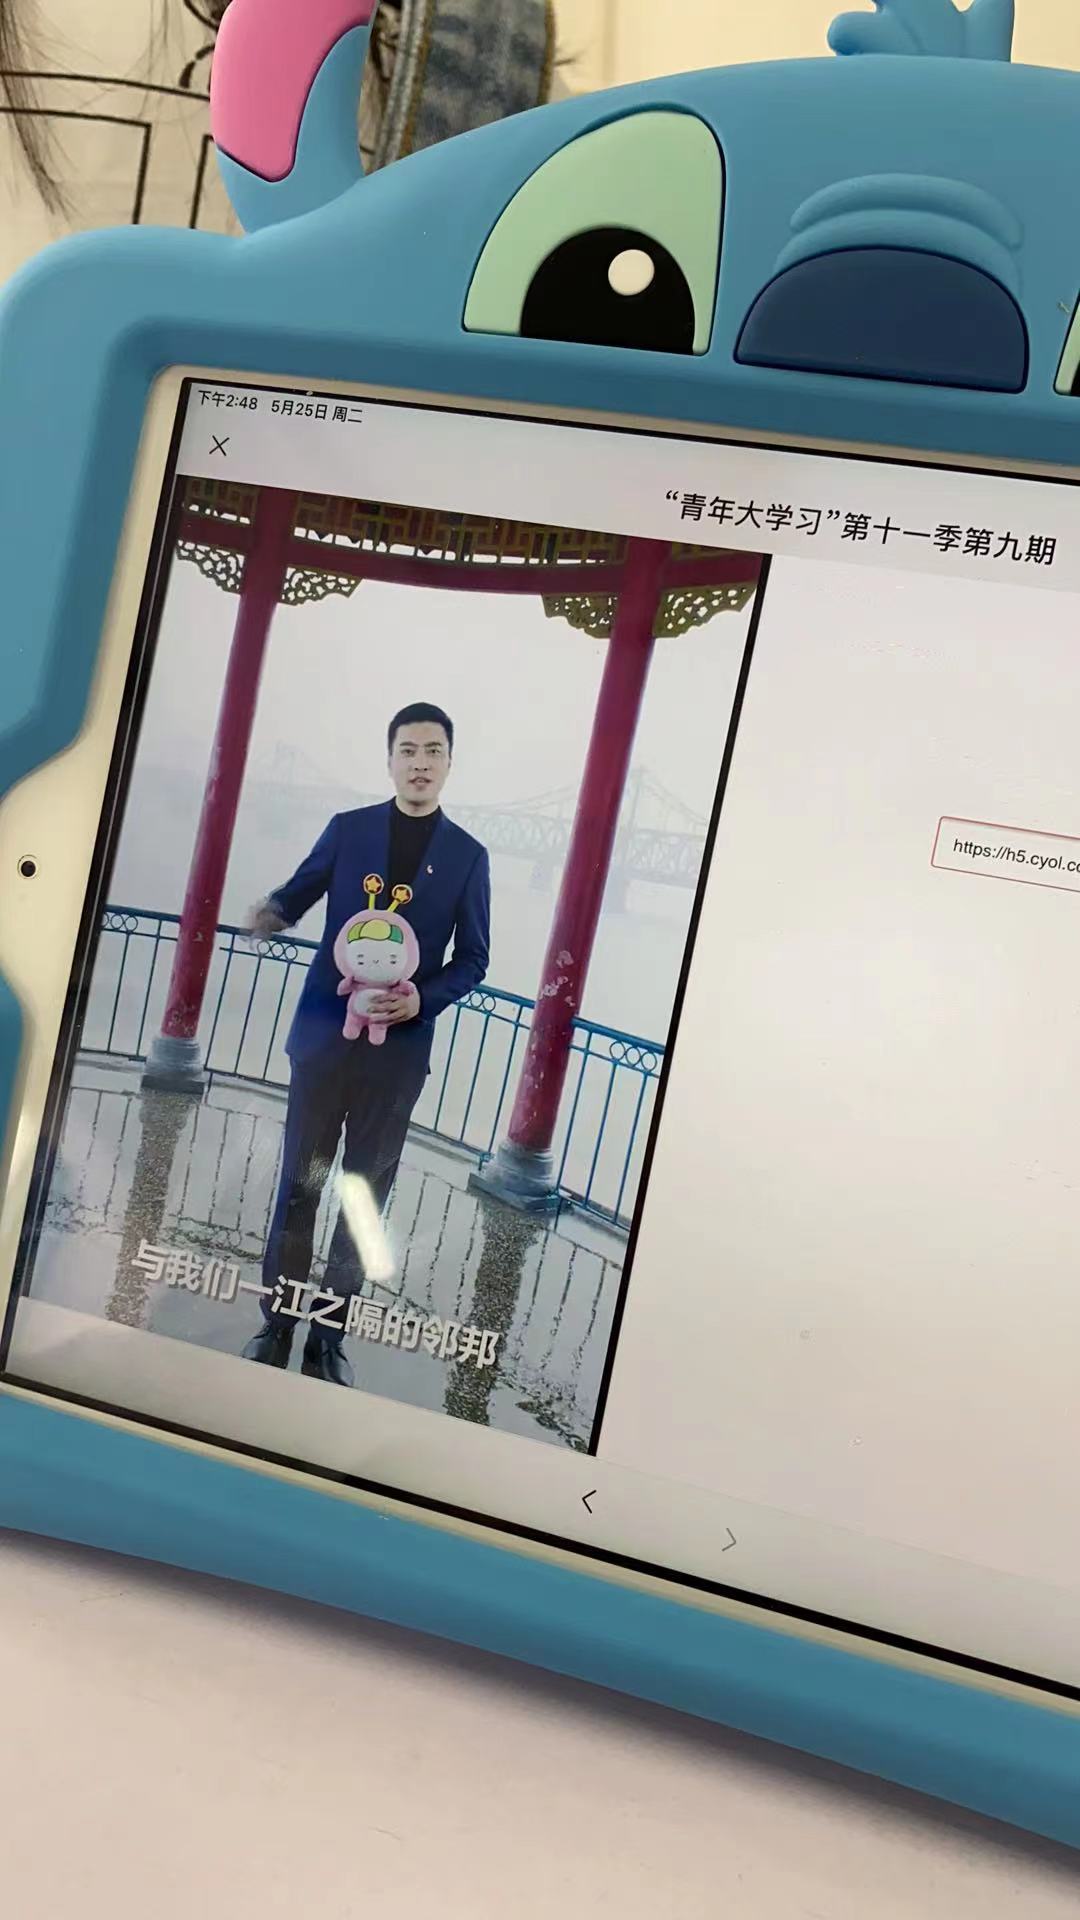 下午2:48 5月25日 周二
“青年大学习”第十一季第九期
https://h5.cyol.co
与我们一江之隔的邻邦